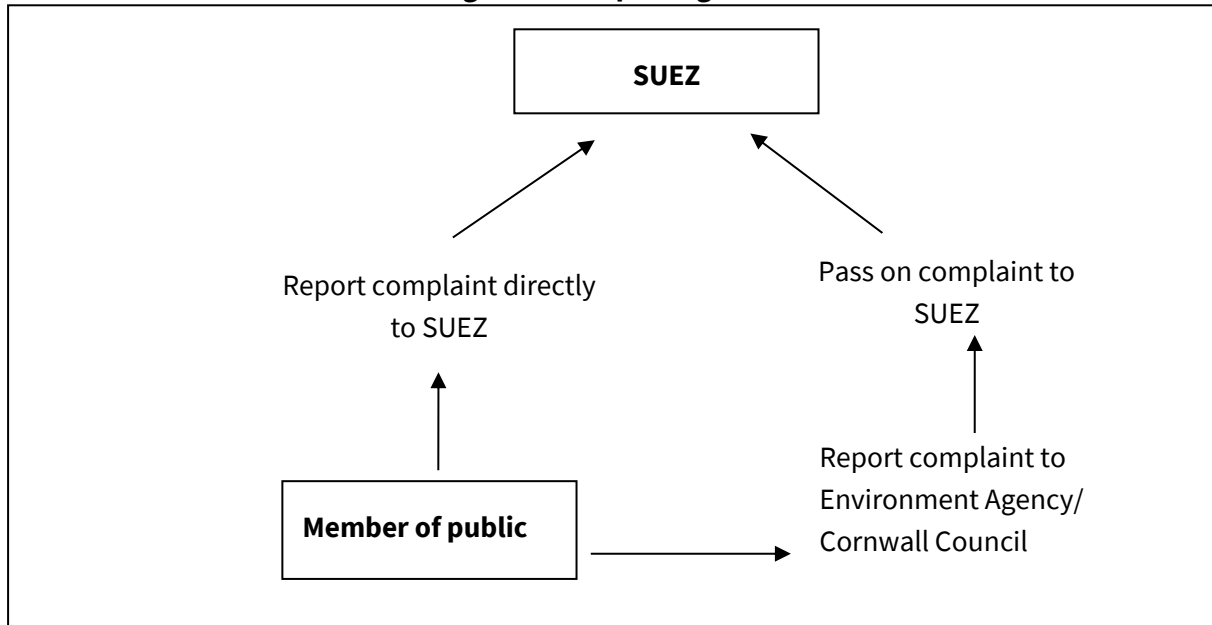 SUEZ
Report complaint directly
to SUEZ
Pass on complaint to
SUEZ
Member of public
Report complaint to
Environment Agency/
Cornwall Council